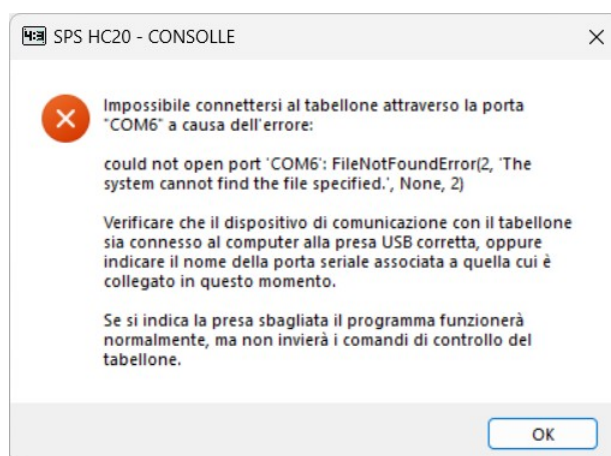 4:3 SPS HC20 - CONSOLLE
Impossibile connettersi al tabellone attraverso la porta
"COM6" a causa dell'errore:
could not open port 'COM6': FileNotFoundError(2, 'The
system cannot find the file specified.', None, 2)
Verificare che il dispositivo di comunicazione con il tabellone
sia connesso al computer alla presa USB corretta, oppure
indicare il nome della porta seriale associata a quella cui è
collegato in questo momento.
Se si indica la presa sbagliata il programma funzionerà
normalmente, ma non invierà i comandi di controllo del
tabellone.
OK